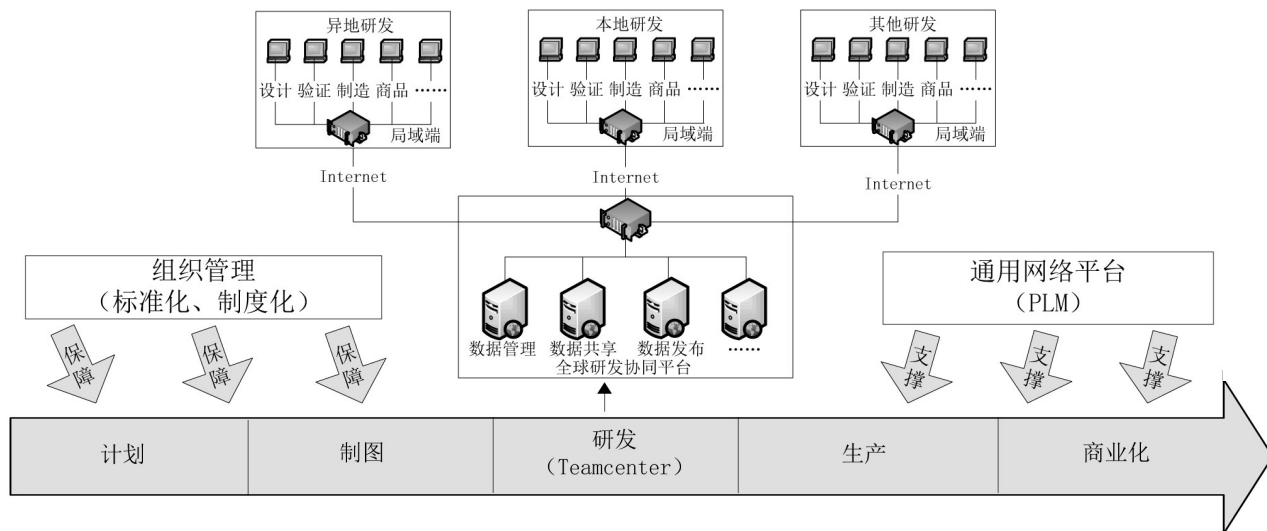 异地研发
设计 验证 制造 商品 ……
局域端
本地研发
设计 验证 制造 商品 ……
局域端
其他研发
设计 验证 制造 商品 ……
局域端
Internet
Internet
Internet
数据管理 数据共享 数据发布 ……
全球研发协同平台
组织管理
（标准化、制度化）
通用网络平台
（PLM）
保障
保障
保障
支撑
支撑
支撑
计划
制图
研发
（Teamcenter）
生产
商业化